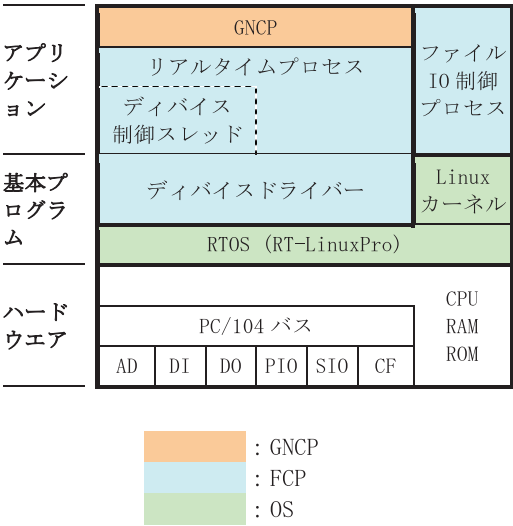 アプリ
ケーシ
ョン
GNCP
リアルタイムプロセス
ディバイス
制御スレッド
ファイル
IO 制御
プロセス
基本プ
ログラ
ム
ディバイスドライバー
Linux
カーネル
RTOS (RT-LinuxPro)
ハード
ウエア
PC/104 バス
AD DI DO PIO SIO CF
CPU
RAM
ROM
: GNCP
: FCP
: OS